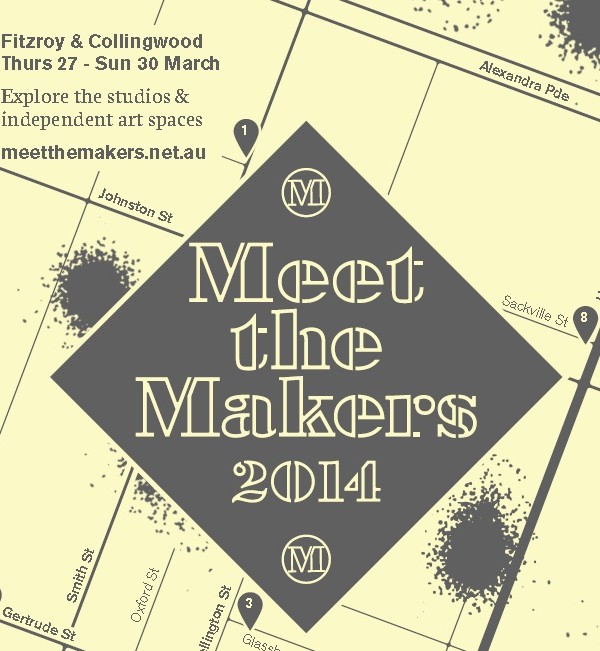 Fitzroy & Collingwood
Thurs 27 - Sun 30 March
Explore the studios &
independent art spaces
meetthemakers.net.au
Alexandra Pde
1
Johnston St
M
Meet
the
Makers
2014
M
Sackville St
8
Smith St
Oxford St
3
Gertrude St